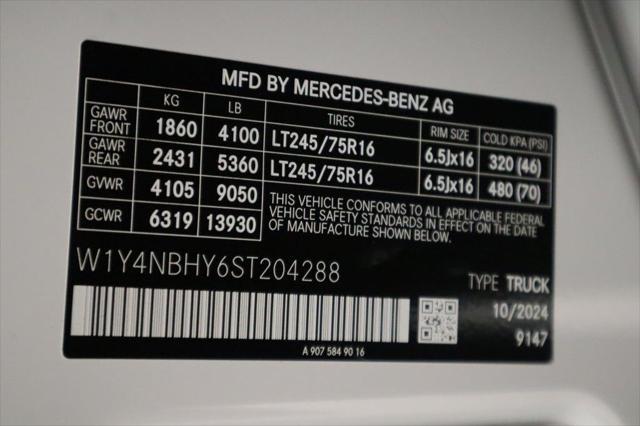 MFD BY MERCEDES-BENZ AG
KG LB TIRES RIM SIZE COLD KPA (PSI)
GAWR FRONT 1860 4100 LT245/75R16 6.5Jx16 320 (46)
GAWR REAR 2431 5360 LT245/75R16 6.5Jx16 480 (70)
GVWR 4105 9050
GCWR 6319 13930
THIS VEHICLE CONFORMS TO ALL APPLICABLE FEDERAL
VEHICLE SAFETY STANDARDS IN EFFECT ON THE DATE
OF MANUFACTURE SHOWN BELOW.
W1Y4NBHY6ST204288
TYPE TRUCK
10/2024
9147
A 907 584 90 16